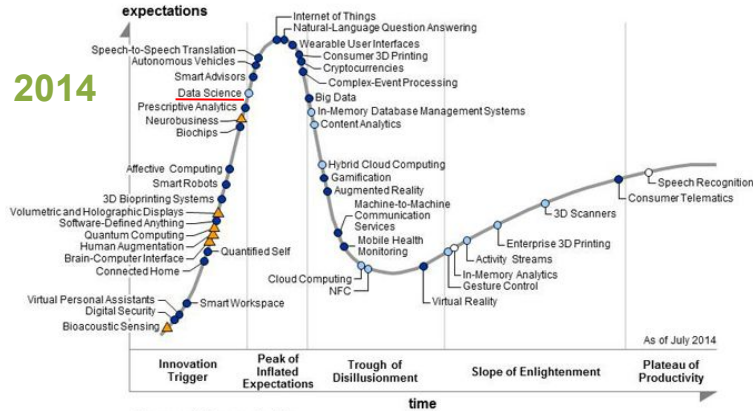 expectations
2014
Internet of Things
Natural-Language Question Answering
Wearable User Interfaces
Consumer 3D Printing
Cryptocurrencies
Complex-Event Processing
Speech-to-Speech Translation
Autonomous Vehicles
Smart Advisors
Data Science
Prescriptive Analytics
Neurobusiness
Biochips
Big Data
In-Memory Database Management Systems
Content Analytics
Affective Computing
Smart Robots
3D Bioprinting Systems
Volumetric and Holographic Displays
Software-Defined Anything
Quantum Computing
Human Augmentation
Brain-Computer Interface
Connected Home
Quantified Self
Hybrid Cloud Computing
Gamification
Augmented Reality
Machine-to-Machine
Communication
Services
Mobile Health
Monitoring
Cloud Computing
NFC
Virtual Personal Assistants
Digital Security
Bioacoustic Sensing
Smart Workspace
Virtual Reality
Speech Recognition
Consumer Telematics
3D Scanners
Enterprise 3D Printing
Activity Streams
In-Memory Analytics
Gesture Control
As of July 2014
Innovation
Trigger
Peak of
Inflated
Expectations
Trough of
Disillusionment
Slope of Enlightenment
Plateau of
Productivity
time